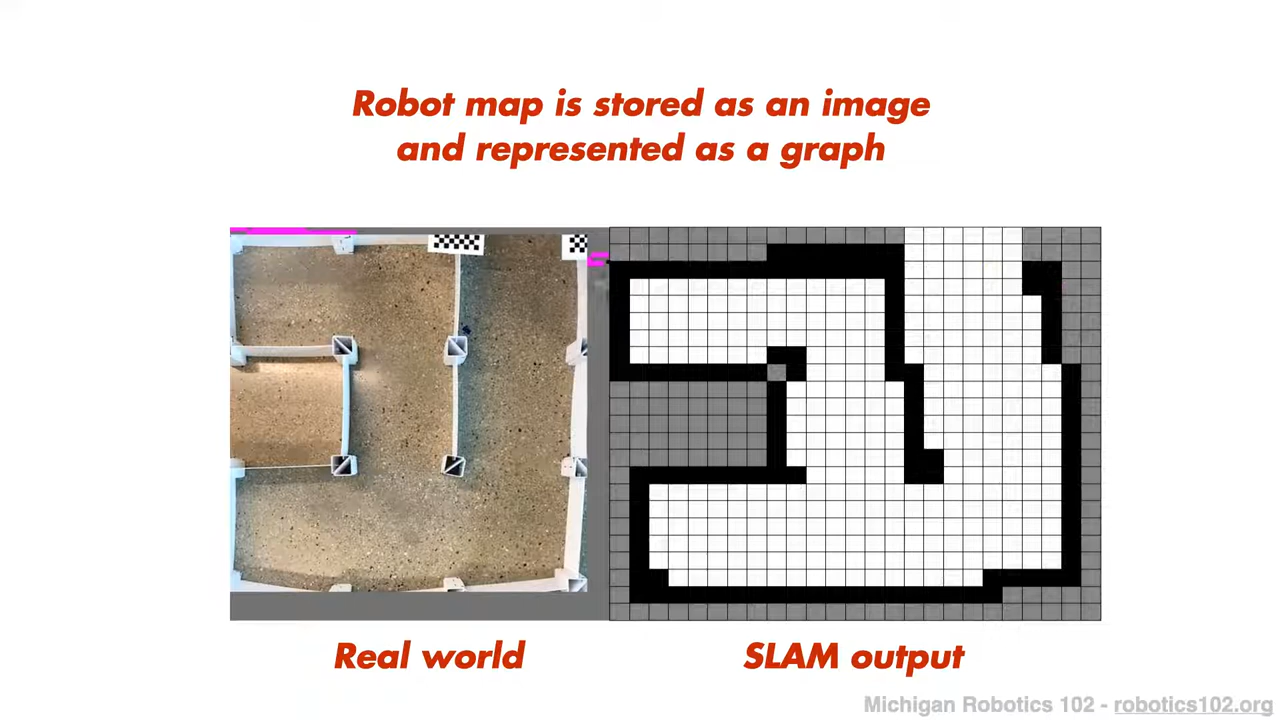 Robot map is stored as an image
and represented as a graph
Real world
SLAM output
Michigan Robotics 102 - robotics102.org